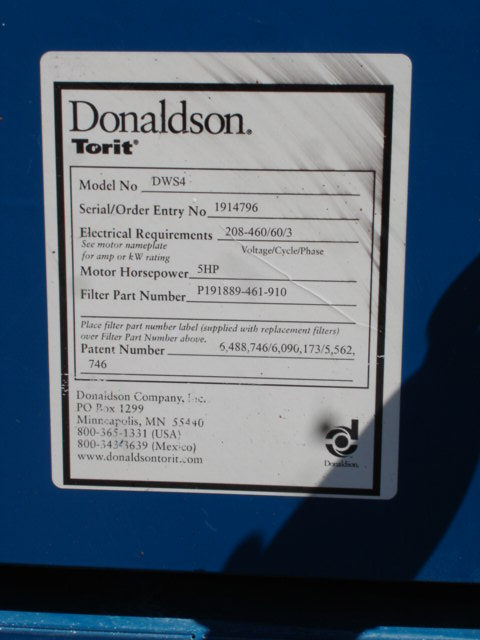 Donaldson.
Torit®
Model No DWS4
Serial/Order Entry No 1914796
Electrical Requirements 208-460/60/3
See motor nameplate Voltage/Cycle/Phase
for amp or kW rating
Motor Horsepower 5HP
Filter Part Number P191889-461-910
Place filter part number label (supplied with replacement filters)
over Filter Part Number above.
Patent Number 6,488,746/6,096,173/5,562,
746
Donaldson Company, Inc.
PO Box 1299
Minneapolis, MN 55440
800-365-1331 (USA)
800-343-3639 (Mexico)
www.donaldsontorit.com
Donaldson.